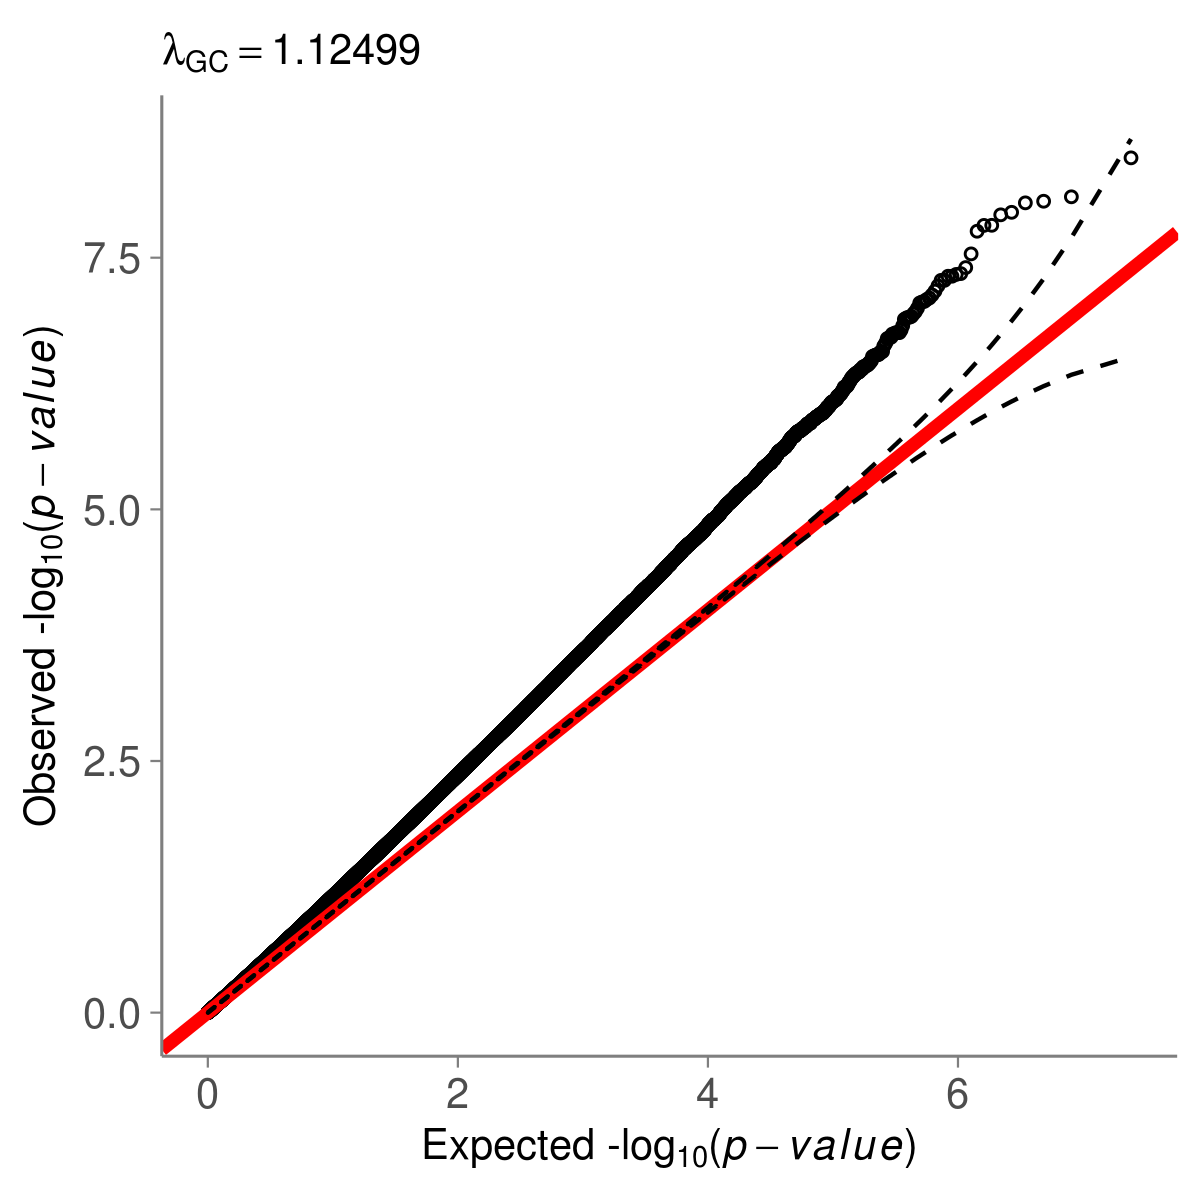 λGC = 1.12499
7.5
5.0
2.5
0.0
Observed -log10(p − value)
0 2 4 6
Expected -log10(p − value)